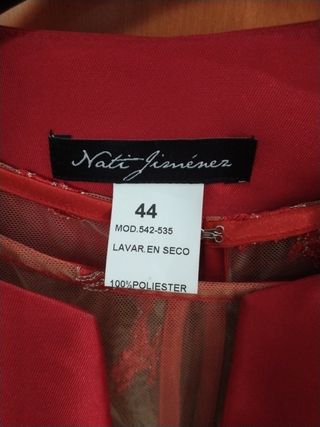 Nati Jiménez
44
MOD.542-535
LAVAR EN SECO
100%POLIESTER